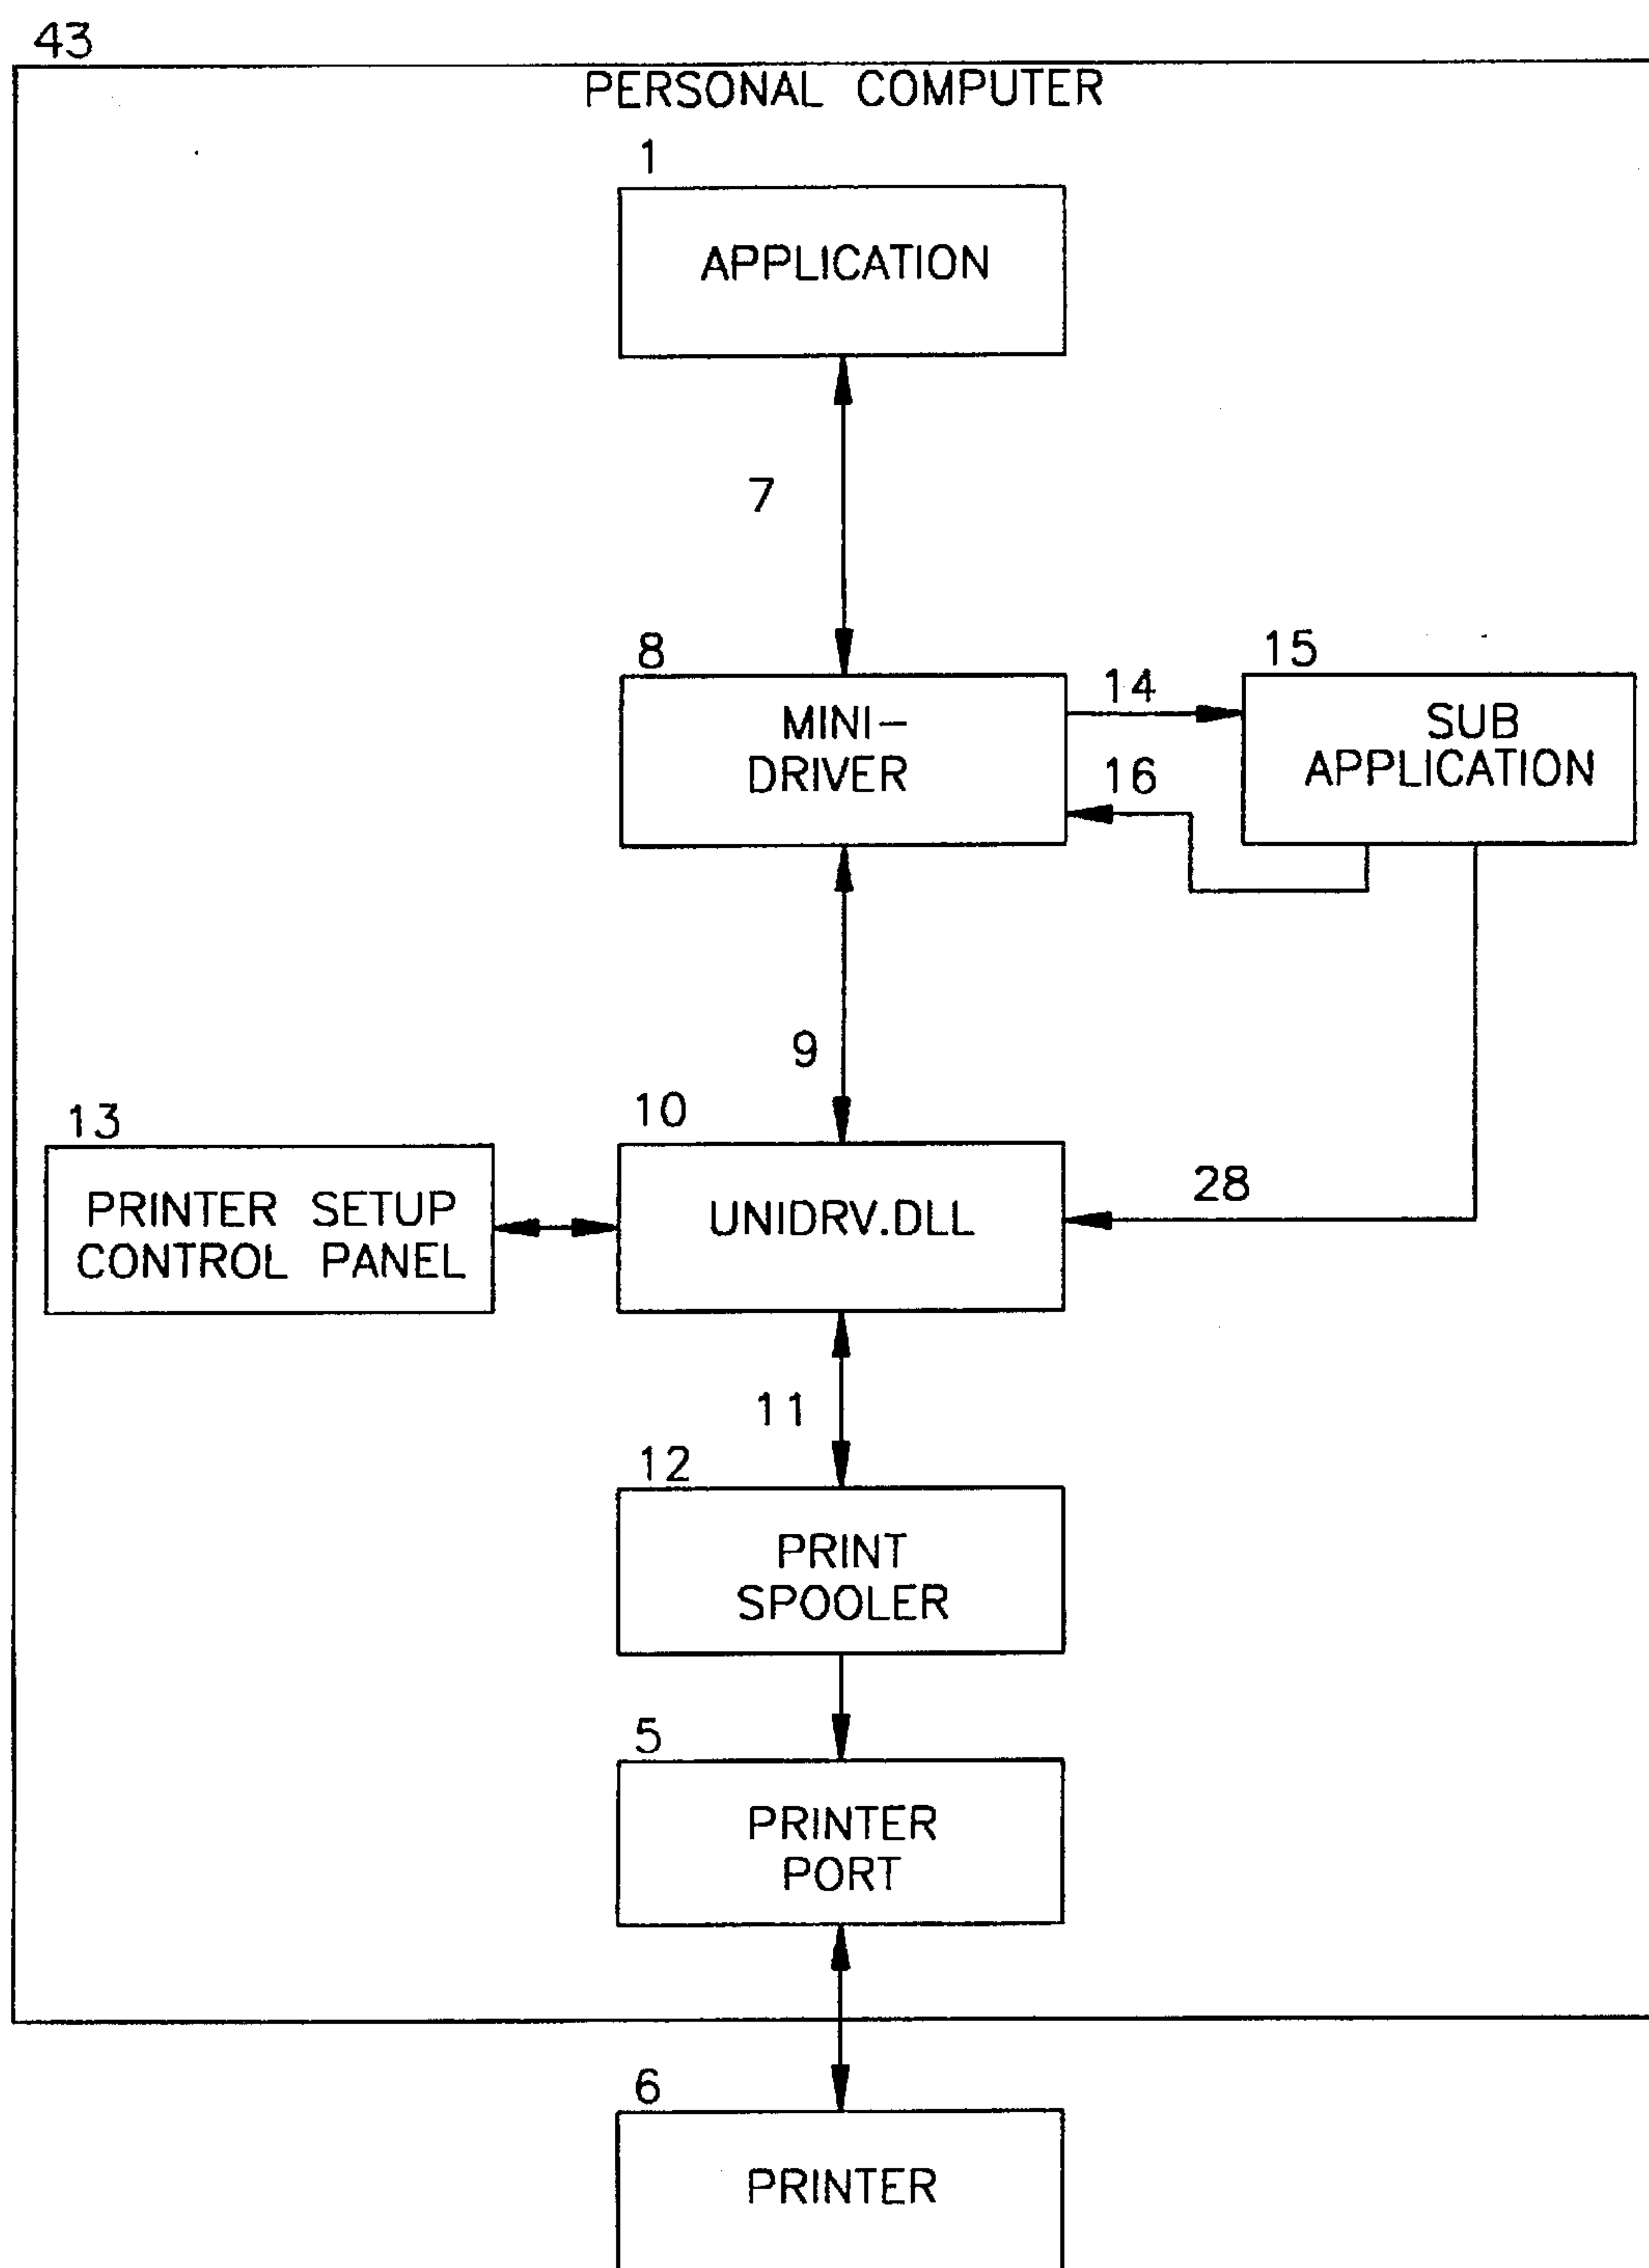 43
PERSONAL COMPUTER
1
APPLICATION
7
8
MINI-
DRIVER
14
16
15
SUB
APPLICATION
9
13
PRINTER SETUP
CONTROL PANEL
10
UNIDRV.DLL
28
11
12
PRINT
SPOOLER
5
PRINTER
PORT
6
PRINTER